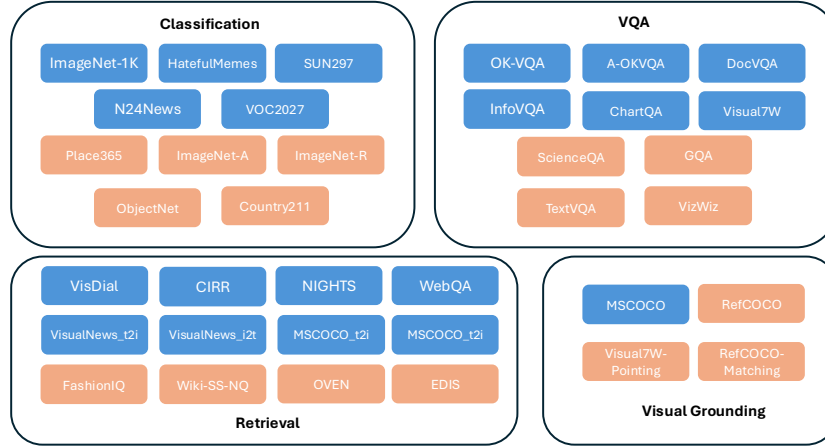 Classification
ImageNet-1K HatefulMemes SUN297
N24News VOC2027
Place365 ImageNet-A ImageNet-R
ObjectNet Country211
VQA
OK-VQA A-OKVQA DocVQA
InfoVQA ChartQA Visual7W
ScienceQA GQA
TextVQA VizWiz
VisDial CIRR NIGHTS WebQA
VisualNews_t2i VisualNews_i2t MSCOCO_t2i MSCOCO_t2i
FashionIQ Wiki-SS-NQ OVEN EDIS
Retrieval
MSCOCO RefCOCO
Visual7W-
Pointing
RefCOCO-
Matching
Visual Grounding